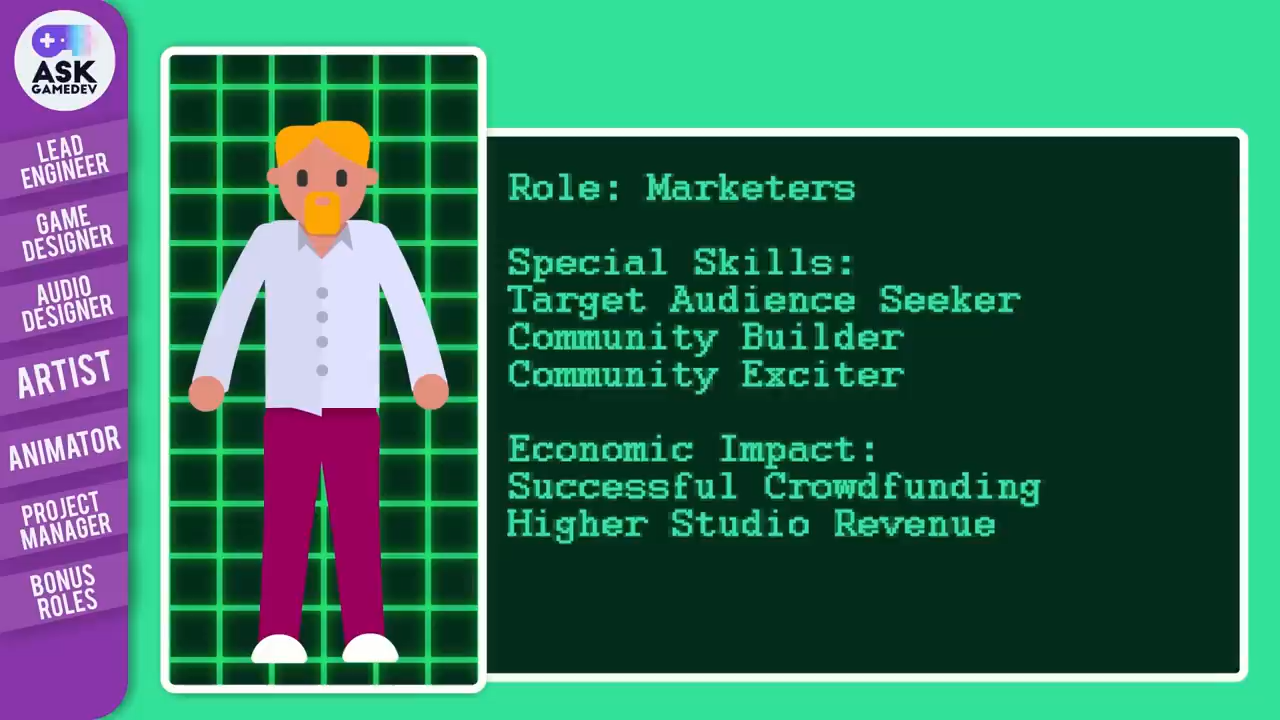 ASK
GAMEDEV
LEAD
ENGINEER
GAME
DESIGNER
AUDIO
DESIGNER
ARTIST
ANIMATOR
PROJECT
MANAGER
BONUS
ROLES
Role: Marketers
Special Skills:
Target Audience Seeker
Community Builder
Community Exciter
Economic Impact:
Successful Crowdfunding
Higher Studio Revenue